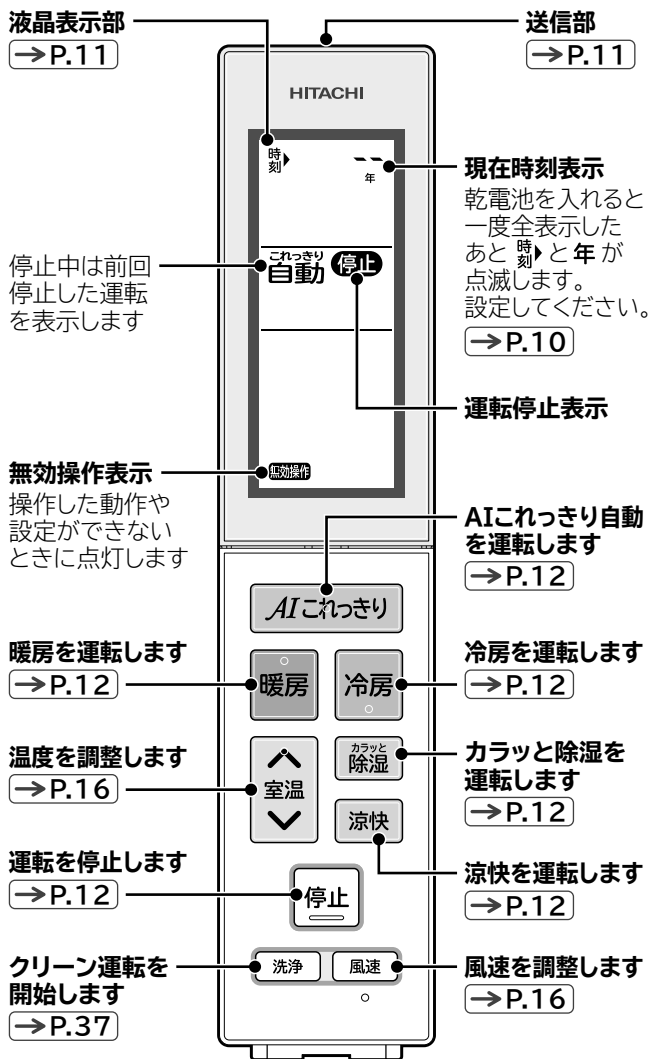 液晶表示部
→P.11
送信部
→P.11
HITACHI
時刻
--
年
現在時刻表示
乾電池を入れると
一度全表示した
あと 時刻 と 年 が
点滅します。
設定してください。
→P.10
停止中は前回
停止した運転
を表示します
これっきり
自動 停止
運転停止表示
無効操作表示
操作した動作や
設定ができない
ときに点灯します
無効操作
AIこれっきり自動
を運転します
→P.12
AIこれっきり
暖房を運転します
→P.12
暖房
冷房
冷房を運転します
→P.12
温度を調整します
→P.16
室温
カラッと
除湿
カラッと除湿を
運転します
→P.12
涼快
運転を停止します
→P.12
停止
涼快を運転します
→P.12
クリーン運転を
開始します
→P.37
洗浄
風速
風速を調整します
→P.16